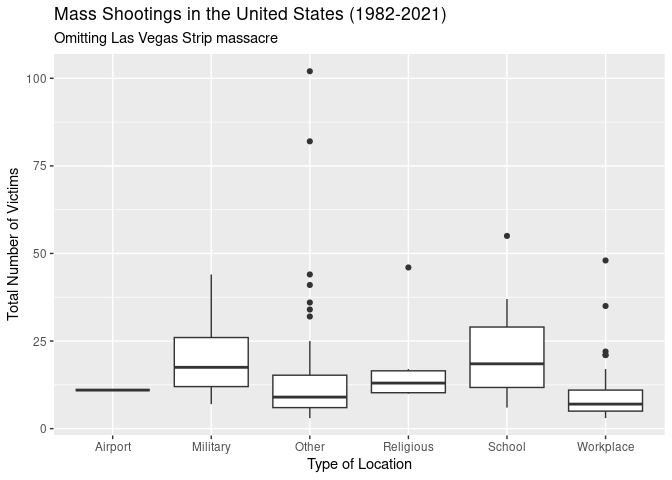 Mass Shootings in the United States (1982-2021)
Omitting Las Vegas Strip massacre
Total Number of Victims
100
75
50
25
0
Airport Military Other Religious School Workplace
Type of Location